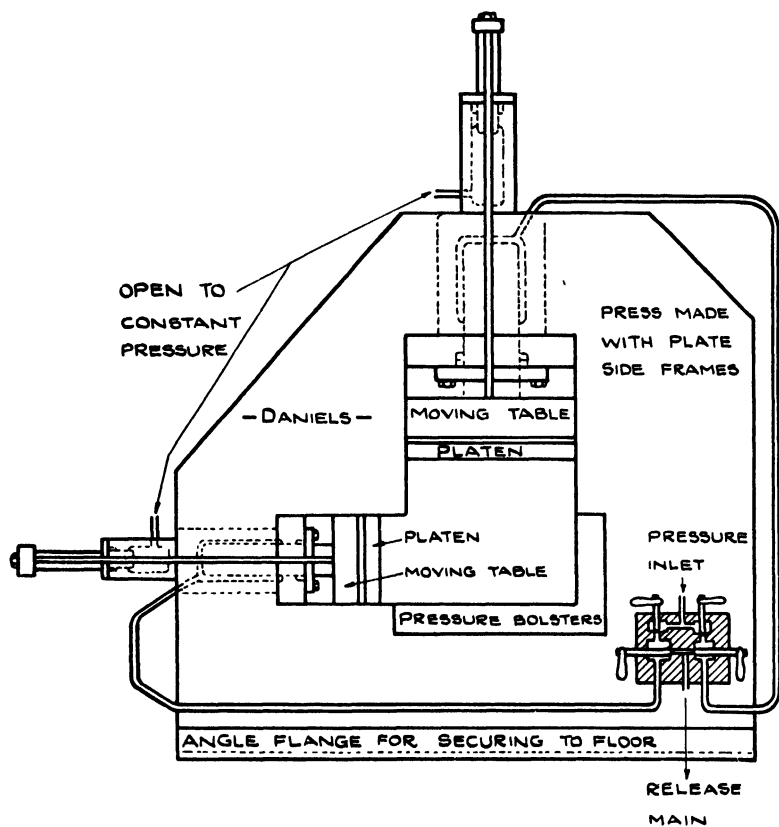 OPEN TO
CONSTANT
PRESSURE
PRESS MADE
WITH PLATE
SIDE FRAMES
-DANIELS-
MOVING TABLE
PLATEN
PLATEN
MOVING TABLE
PRESSURE BOLSTERS
PRESSURE
INLET
ANGLE FLANGE FOR SECURING TO FLOOR
RELEASE
MAIN